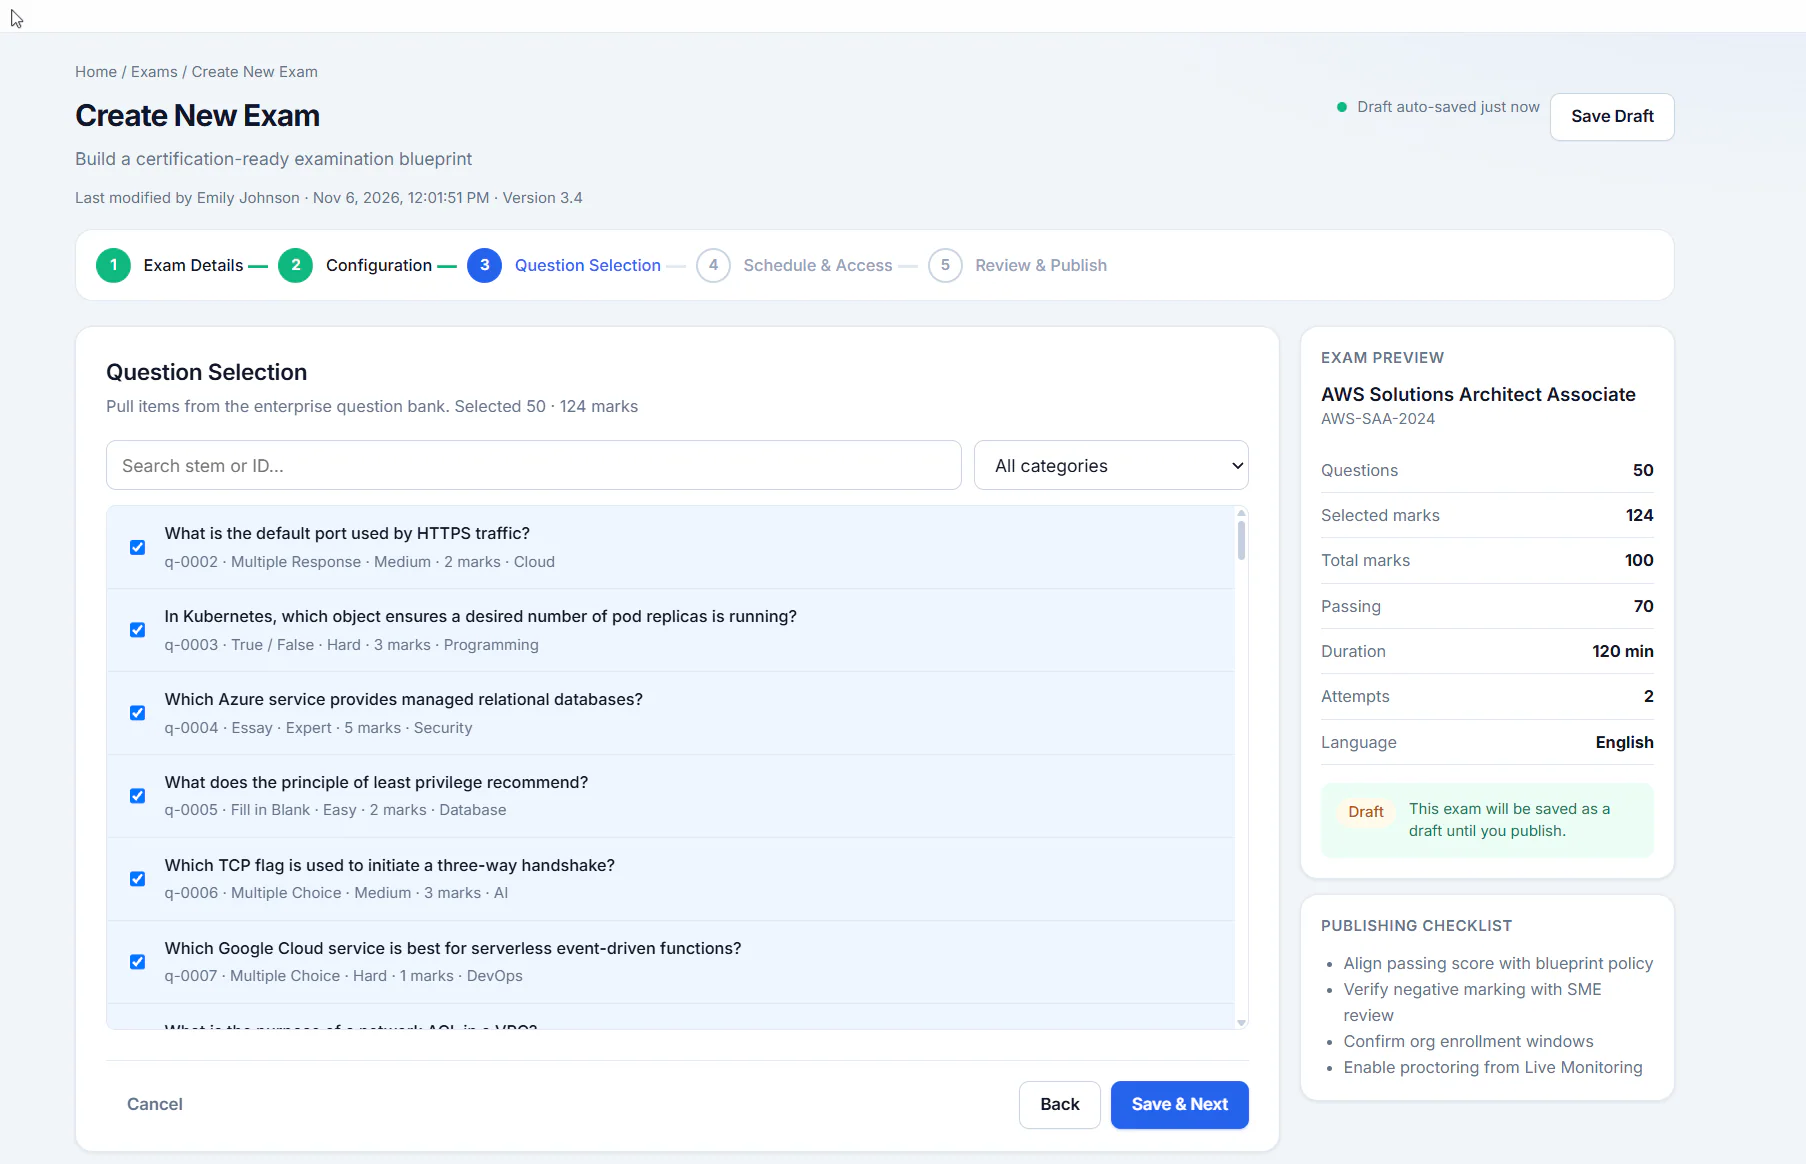 Home / Exams / Create New Exam
Create New Exam
Build a certification-ready examination blueprint
Last modified by Emily Johnson · Nov 6, 2026, 12:01:51 PM · Version 3.4
Draft auto-saved just now
Save Draft
1 Exam Details
2 Configuration
3 Question Selection
4 Schedule & Access
5 Review & Publish
Question Selection
Pull items from the enterprise question bank. Selected 50 · 124 marks
Search stem or ID...
All categories
What is the default port used by HTTPS traffic?
q-0002 · Multiple Response · Medium · 2 marks · Cloud
In Kubernetes, which object ensures a desired number of pod replicas is running?
q-0003 · True / False · Hard · 3 marks · Programming
Which Azure service provides managed relational databases?
q-0004 · Essay · Expert · 5 marks · Security
What does the principle of least privilege recommend?
q-0005 · Fill in Blank · Easy · 2 marks · Database
Which TCP flag is used to initiate a three-way handshake?
q-0006 · Multiple Choice · Medium · 3 marks · AI
Which Google Cloud service is best for serverless event-driven functions?
q-0007 · Multiple Choice · Hard · 1 marks · DevOps
What is the purpose of a network ACL in a VPC?
Cancel
Back
Save & Next
EXAM PREVIEW
AWS Solutions Architect Associate
AWS-SAA-2024
Questions 50
Selected marks 124
Total marks 100
Passing 70
Duration 120 min
Attempts 2
Language English
Draft
This exam will be saved as a
draft until you publish.
PUBLISHING CHECKLIST
• Align passing score with blueprint policy
• Verify negative marking with SME
review
• Confirm org enrollment windows
• Enable proctoring from Live Monitoring